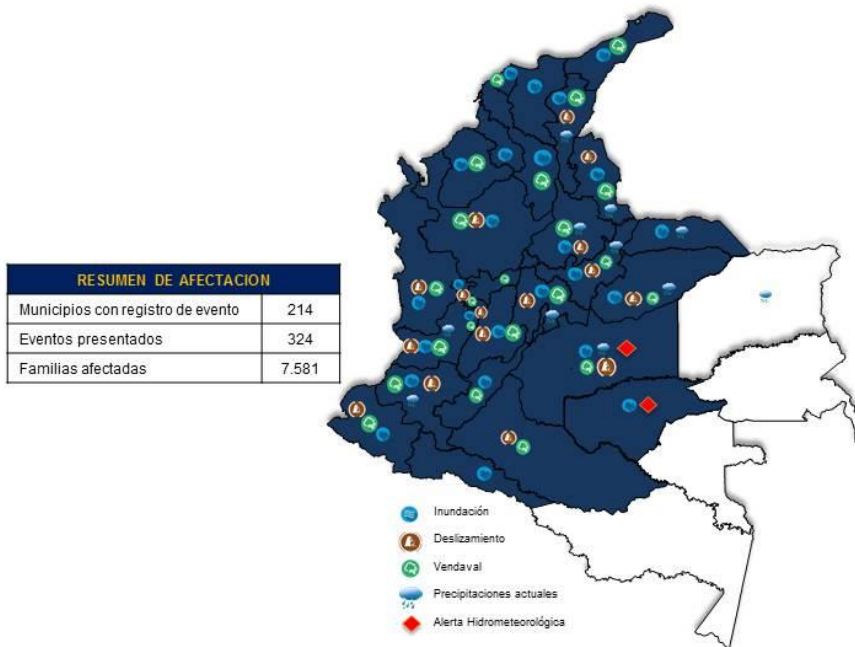 RESUMEN DE AFECTACION
Municipios con registro de evento 214
Eventos presentados 324
Familias afectadas 7.581
Inundación
Deslizamiento
Vendaval
Precipitaciones actuales
Alerta Hidrometeorológica